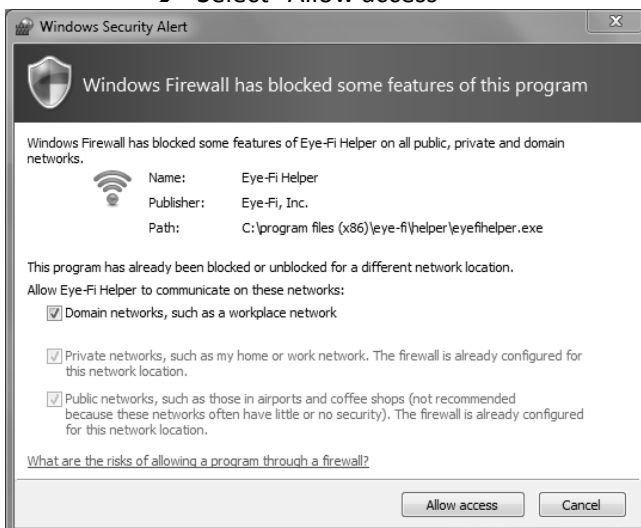 Select "Allow access"
Windows Security Alert
Windows Firewall has blocked some features of this program
Windows Firewall has blocked some features of Eye-Fi Helper on all public, private and domain
networks.
Name: Eye-Fi Helper
Publisher: Eye-Fi, Inc.
Path: C:\program files (x86)\eye-fi\helper\eyefihelper.exe
This program has already been blocked or unblocked for a different network location.
Allow Eye-Fi Helper to communicate on these networks:
Domain networks, such as a workplace network
Private networks, such as my home or work network. The firewall is already configured for
this network location.
Public networks, such as those in airports and coffee shops (not recommended
because these networks often have little or no security). The firewall is already configured
for this network location.
What are the risks of allowing a program through a firewall?
Allow access Cancel